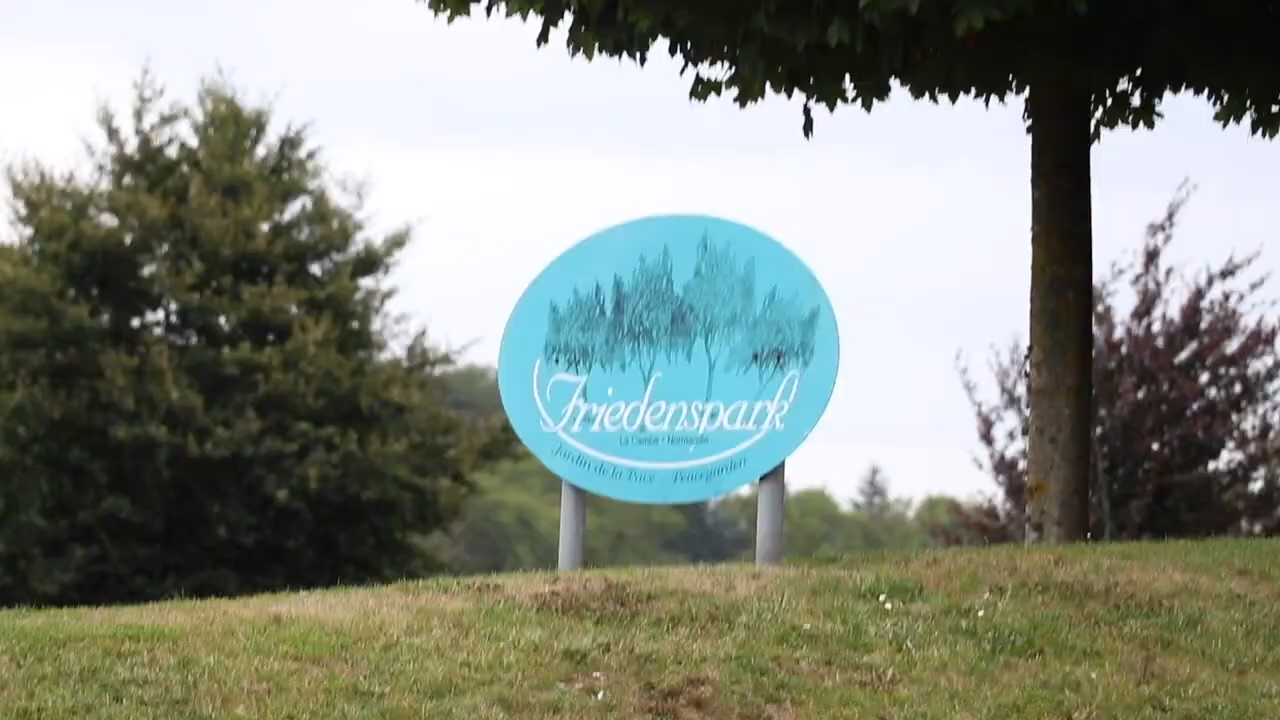 Friedenspark
La Cambe • Normandie
Jardin de la Paix Peacegarden